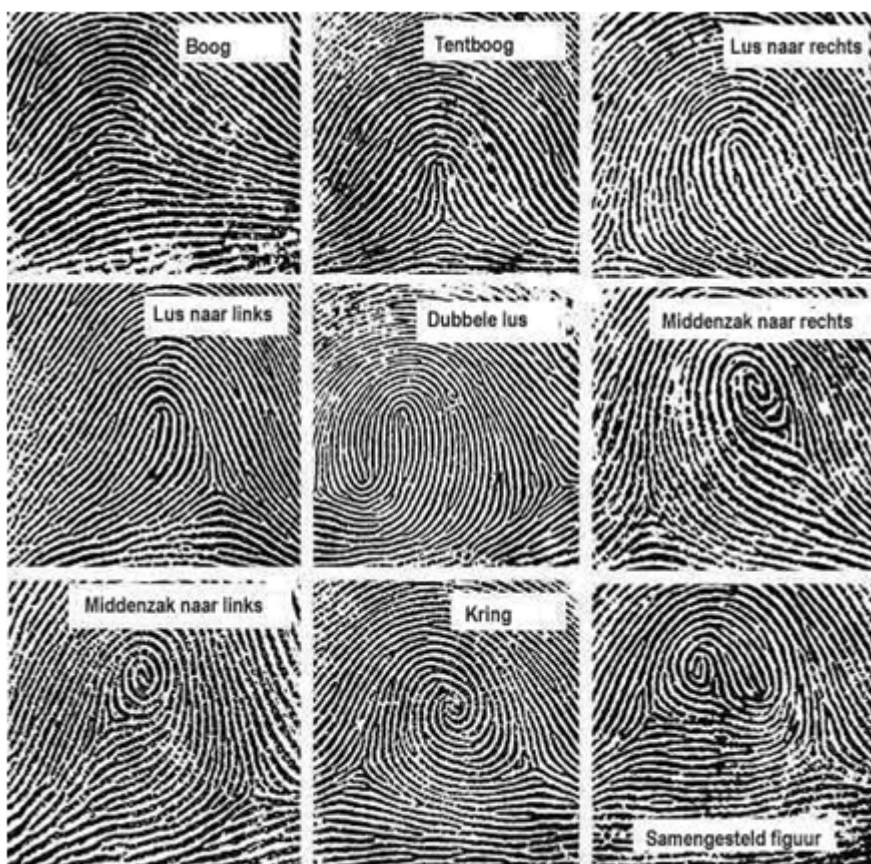 Boog
Tentboog
Lus naar rechts
Lus naar links
Dubbele lus
Middenzak naar rechts
Middenzak naar links
Kring
Samengesteld figuur